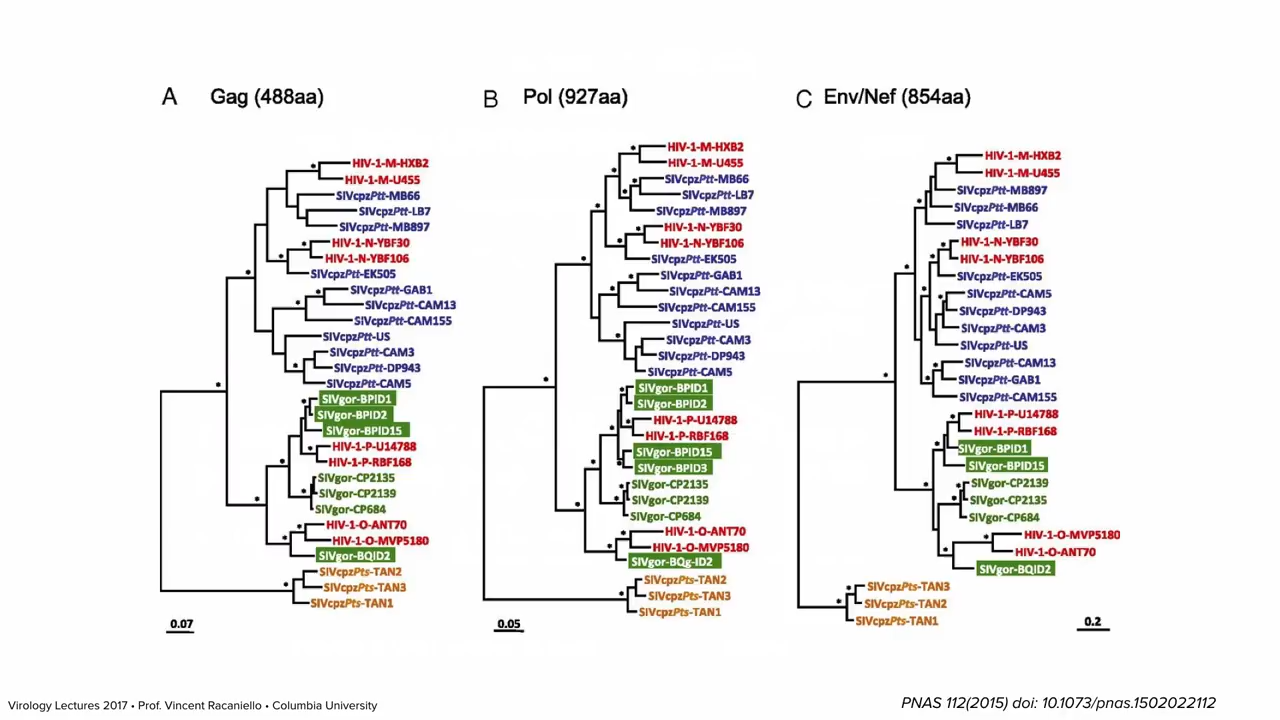 A Gag (488aa)
HIV-1-M-HXB2
HIV-1-M-U455
SIVcpzPtt-MB66
SIVcpzPtt-LB7
SIVcpzPtt-MB897
HIV-1-N-YBF30
HIV-1-N-YBF106
SIVcpzPtt-EK505
SIVcpzPtt-GAB1
SIVcpzPtt-CAM13
SIVcpzPtt-CAM155
SIVcpzPtt-US
SIVcpzPtt-CAM3
SIVcpzPtt-DP943
SIVcpzPtt-CAM5
SIVgor-BPID1
SIVgor-BPID2
SIVgor-BPID15
HIV-1-P-U14788
HIV-1-P-RBF168
SIVgor-CP2135
SIVgor-CP2139
SIVgor-CP684
HIV-1-O-ANT70
HIV-1-O-MVP5180
SIVgor-BQID2
SIVcpzPts-TAN2
SIVcpzPts-TAN3
SIVcpzPts-TAN1
0.07
B Pol (927aa)
HIV-1-M-HXB2
HIV-1-M-U455
SIVcpzPtt-MB66
SIVcpzPtt-LB7
SIVcpzPtt-MB897
HIV-1-N-YBF30
HIV-1-N-YBF106
SIVcpzPtt-EK505
SIVcpzPtt-GAB1
SIVcpzPtt-CAM13
SIVcpzPtt-CAM155
SIVcpzPtt-US
SIVcpzPtt-CAM3
SIVcpzPtt-DP943
SIVcpzPtt-CAM5
SIVgor-BPID1
SIVgor-BPID2
HIV-1-P-U14788
HIV-1-P-RBF168
SIVgor-BPID15
SIVgor-BPID3
SIVgor-CP2135
SIVgor-CP2139
SIVgor-CP684
HIV-1-O-ANT70
HIV-1-O-MVP5180
SIVgor-BQg-ID2
SIVcpzPts-TAN2
SIVcpzPts-TAN3
SIVcpzPts-TAN1
0.05
C Env/Nef (854aa)
HIV-1-M-HXB2
HIV-1-M-U455
SIVcpzPtt-MB897
SIVcpzPtt-MB66
SIVcpzPtt-LB7
HIV-1-N-YBF30
HIV-1-N-YBF106
SIVcpzPtt-EK505
SIVcpzPtt-CAM5
SIVcpzPtt-DP943
SIVcpzPtt-CAM3
SIVcpzPtt-US
SIVcpzPtt-CAM13
SIVcpzPtt-GAB1
SIVcpzPtt-CAM155
HIV-1-P-U14788
HIV-1-P-RBF168
SIVgor-BPID1
SIVgor-BPID15
SIVgor-CP2139
SIVgor-CP2135
SIVgor-CP684
HIV-1-O-MVP5180
HIV-1-O-ANT70
SIVgor-BQID2
SIVcpzPts-TAN3
SIVcpzPts-TAN2
SIVcpzPts-TAN1
0.2
Virology Lectures 2017 • Prof. Vincent Racaniello • Columbia University
PNAS 112(2015) doi: 10.1073/pnas.1502022112